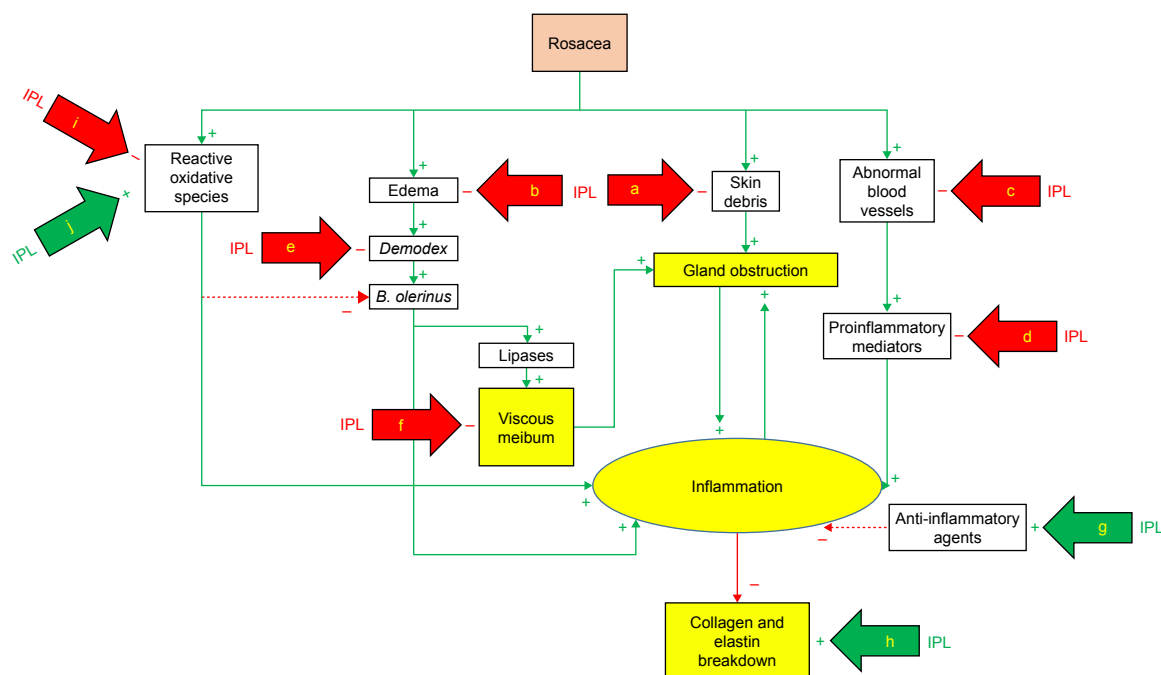 Rosacea
IPL
i
–
+
+
+
+
Reactive
oxidative
species
Edema
–
b
IPL
a
–
Skin
debris
Abnormal
blood
vessels
–
c
IPL
+
j
IPL
+
+
IPL
e
–
Demodex
+
+
Gland obstruction
+
B. olerinus
–
+
+
Proinflammatory
mediators
–
d
IPL
+
Lipases
+
IPL
f
–
Viscous
meibum
+
Inflammation
+
+
+
Anti-inflammatory
agents
+
g
IPL
–
–
Collagen and
elastin
breakdown
+
h
IPL